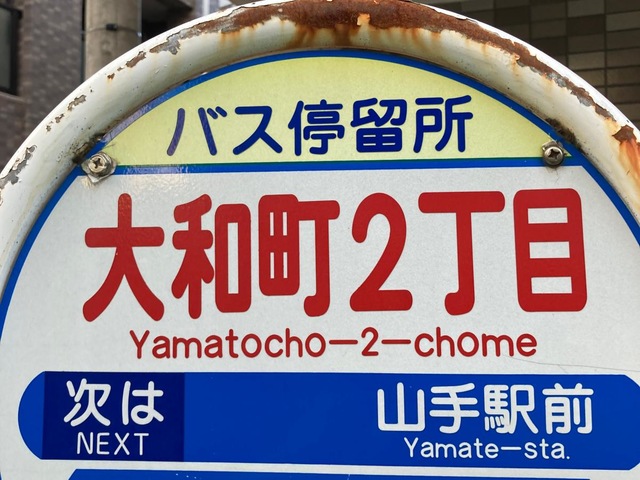 バス停留所
大和町2丁目
Yamatocho-2-chome
次は 山手駅前
NEXT Yamate-sta.